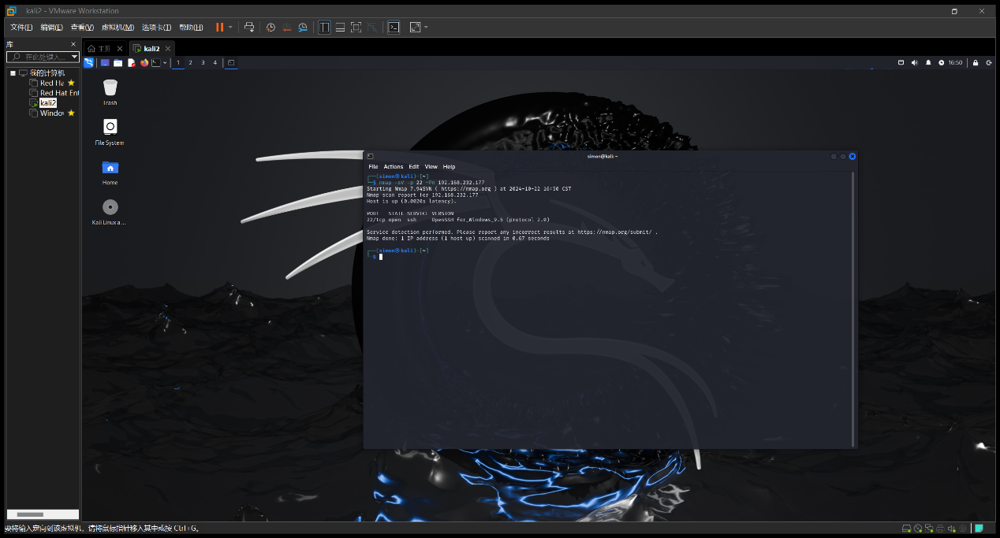 kali2 - VMware Workstation
文件(F) 编辑(E) 查看(V) 虚拟机(M) 选项卡(T) 帮助(H)
库
在此处键入...
主页
kali2
1 2 3 4
16:50
我的计算机
Red Ha
Red Hat Ent
kali2
Window
Trash
File System
Home
Kali Linux a...
simon@kali: ~
File Actions Edit View Help
(simon㉿kali)-[~]
$ nmap -sV -p 22 -Pn 192.168.232.177
Starting Nmap 7.94SVN ( https://nmap.org ) at 2024-10-22 16:50 CST
Nmap scan report for 192.168.232.177
Host is up (0.0020s latency).
PORT STATE SERVICE VERSION
22/tcp open ssh OpenSSH for_Windows_9.5 (protocol 2.0)
Service detection performed. Please report any incorrect results at https://nmap.org/submit/ .
Nmap done: 1 IP address (1 host up) scanned in 0.67 seconds
(simon㉿kali)-[~]
$
要将输入定向到该虚拟机，请将鼠标指针移入其中或按 Ctrl+G。